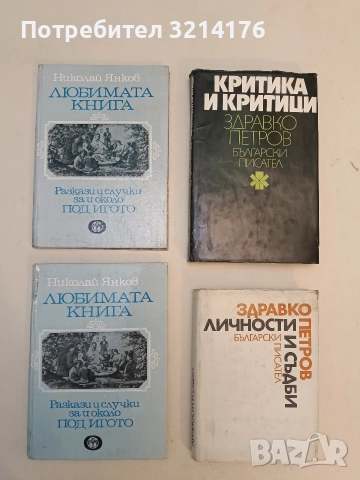 Потребител 3214176
Николай Янков
ЛЮБИМАТА
КНИГА
Разкази и случки
за и около
ПОД ИГОТО
КРИТИКА
И КРИТИЦИ
ЗДРАВКО
ПЕТРОВ
БЪЛГАРСКИ
ПИСАТЕЛ
Николай Янков
ЛЮБИМАТА
КНИГА
Разкази и случки
за и около
ПОД ИГОТО
ЗДРАВКО
ПЕТРОВ
ЛИЧНОСТИ
И СЪДБИ
БЪЛГАРСКИ
ПИСАТЕЛ
BAZAR